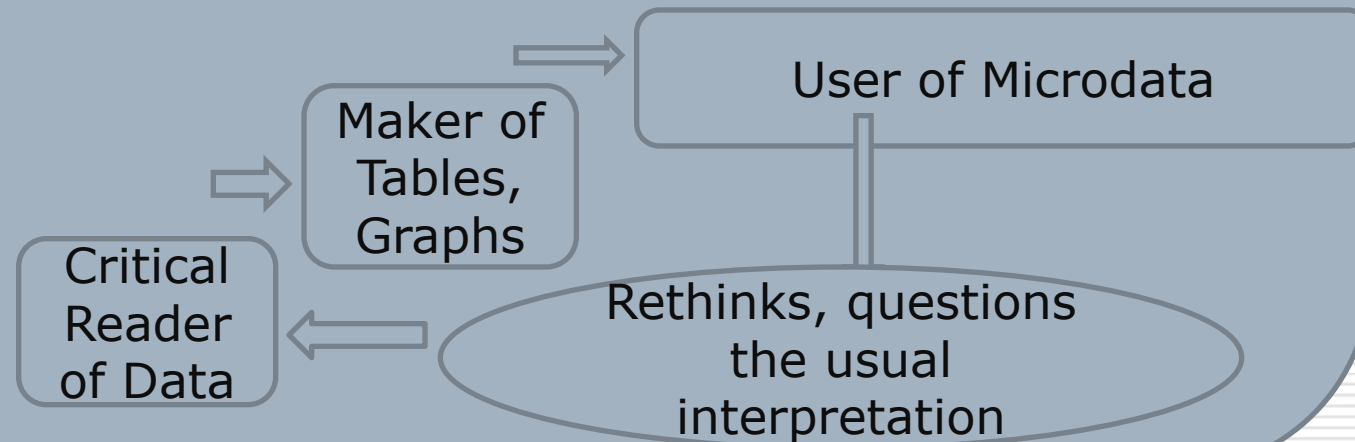 User of Microdata
Maker of
Tables,
Graphs
Critical
Reader
of Data
Rethinks, questions
the usual
interpretation